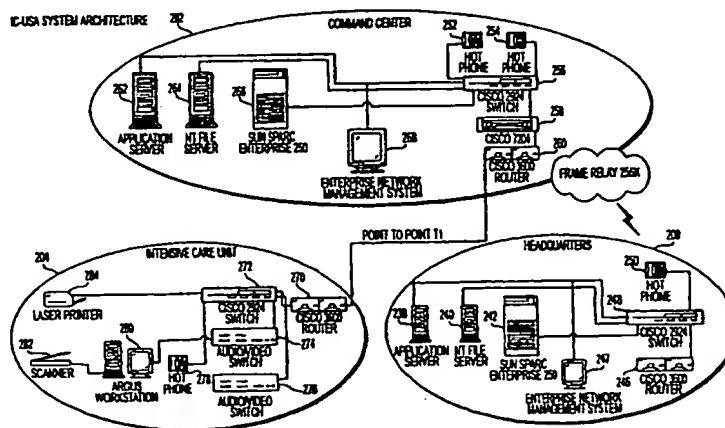 IC-USA SYSTEM ARCHITECTURE
202
COMMAND CENTER
252
HOT
PHONE
254
HOT
PHONE
256
CISCO 2924
SWITCH
258
CISCO 7204
260
CISCO 3600
ROUTER
262
APPLICATION
SERVER
264
NT FILE
SERVER
266
SUN SPARC
ENTERPRISE 250
268
ENTERPRISE NETWORK
MANAGEMENT SYSTEM
FRAME RELAY 256K
POINT TO POINT T1
204
INTENSIVE CARE UNIT
284
LASER PRINTER
272
CISCO 2924
SWITCH
270
CISCO 3600
ROUTER
282
SCANNER
280
ARGUS
WORKSTATION
HOT
PHONE
278
AUDIO/VIDEO
SWITCH
274
AUDIO/VIDEO
SWITCH
276
HEADQUARTERS
208
250
HOT
PHONE
248
CISCO 2924
SWITCH
238
APPLICATION
SERVER
240
NT FILE
SERVER
242
SUN SPARC
ENTERPRISE 250
247
ENTERPRISE NETWORK
MANAGEMENT SYSTEM
246
CISCO 3600
ROUTER